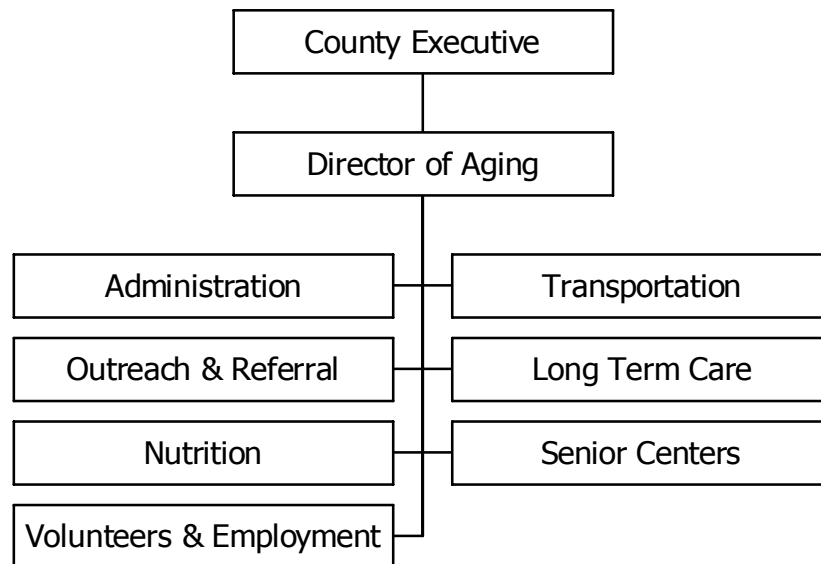 County Executive
Director of Aging
Administration
Transportation
Outreach & Referral
Long Term Care
Nutrition
Senior Centers
Volunteers & Employment